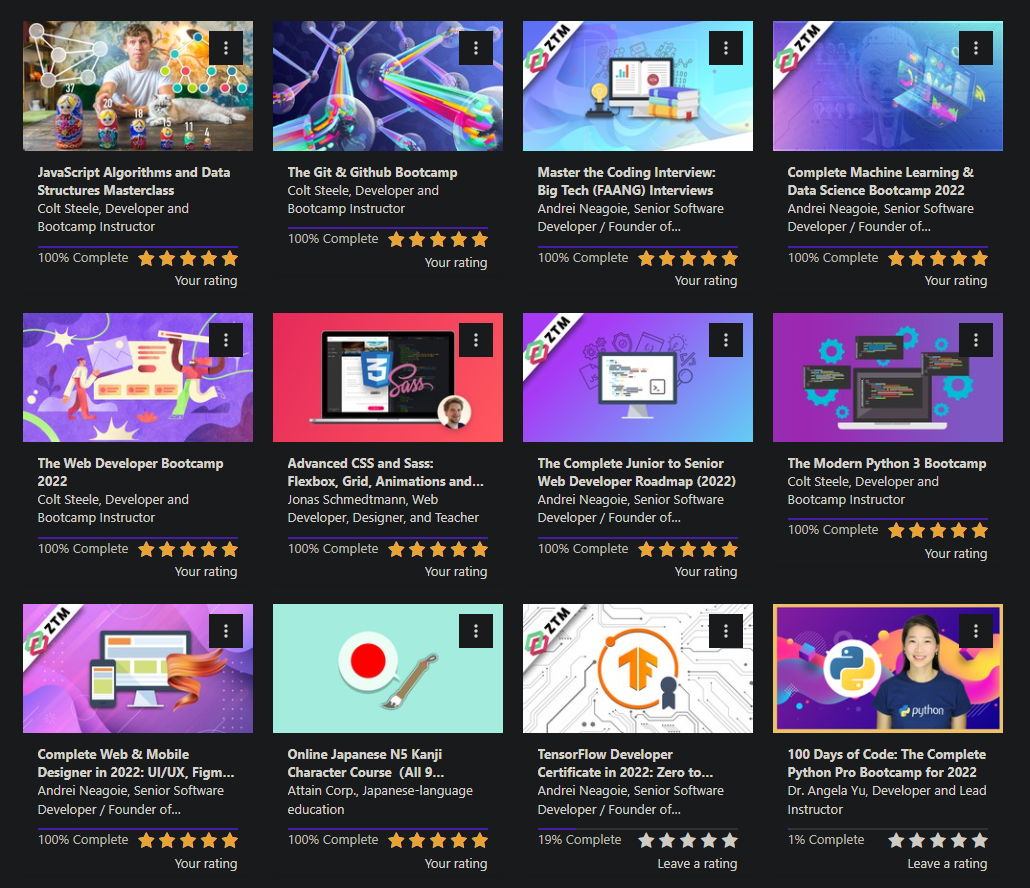 37
20
18
15
11
4
JavaScript Algorithms and Data
Structures Masterclass
Colt Steele, Developer and
Bootcamp Instructor
100% Complete
Your rating
The Git & Github Bootcamp
Colt Steele, Developer and
Bootcamp Instructor
100% Complete
Your rating
ZTM
Master the Coding Interview:
Big Tech (FAANG) Interviews
Andrei Neagoie, Senior Software
Developer / Founder of...
100% Complete
Your rating
ZTM
Complete Machine Learning &
Data Science Bootcamp 2022
Andrei Neagoie, Senior Software
Developer / Founder of...
100% Complete
Your rating
The Web Developer Bootcamp
2022
Colt Steele, Developer and
Bootcamp Instructor
100% Complete
Your rating
3
Sass
Advanced CSS and Sass:
Flexbox, Grid, Animations and...
Jonas Schmedtmann, Web
Developer, Designer, and Teacher
100% Complete
Your rating
ZTM
The Complete Junior to Senior
Web Developer Roadmap (2022)
Andrei Neagoie, Senior Software
Developer / Founder of...
100% Complete
Your rating
The Modern Python 3 Bootcamp
Colt Steele, Developer and
Bootcamp Instructor
100% Complete
Your rating
ZTM
Complete Web & Mobile
Designer in 2022: UI/UX, Figm...
Andrei Neagoie, Senior Software
Developer / Founder of...
100% Complete
Your rating
Online Japanese N5 Kanji
Character Course (All 9...
Attain Corp., Japanese-language
education
100% Complete
Your rating
ZTM
TensorFlow Developer
Certificate in 2022: Zero to...
Andrei Neagoie, Senior Software
Developer / Founder of...
19% Complete
Leave a rating
python
100 Days of Code: The Complete
Python Pro Bootcamp for 2022
Dr. Angela Yu, Developer and Lead
Instructor
1% Complete
Leave a rating